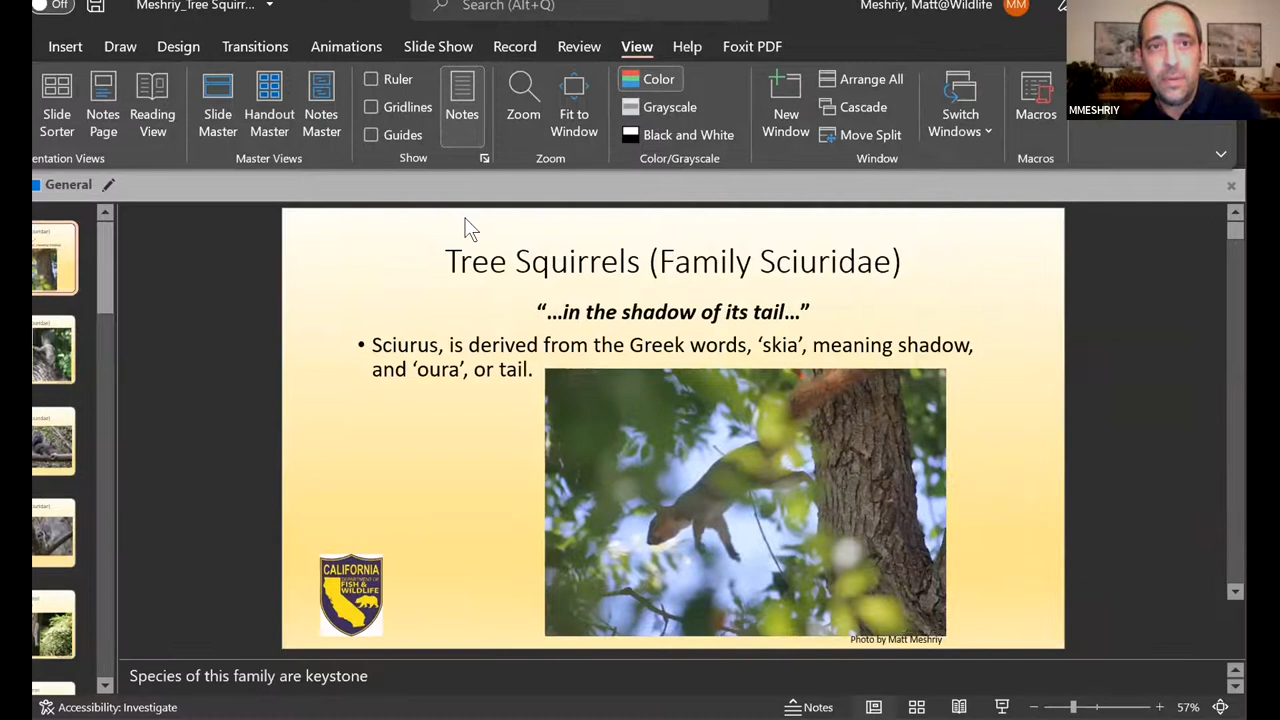 Off
Meshriy_Tree Squirr...
Search (Alt+Q)
Meshriy, Matt@Wildlife
MM
Insert
Draw
Design
Transitions
Animations
Slide Show
Record
Review
View
Help
Foxit PDF
Slide Sorter
Notes Page
Reading View
Slide Master
Handout Master
Notes Master
Ruler
Gridlines
Guides
Notes
Zoom
Fit to Window
Color
Grayscale
Black and White
New Window
Arrange All
Cascade
Move Split
Switch Windows
Macros
MMESHRIY
entation Views
Master Views
Show
Zoom
Color/Grayscale
Window
Macros
General
Tree Squirrels (Family Sciuridae)
“...in the shadow of its tail...”
• Sciurus, is derived from the Greek words, ‘skia’, meaning shadow,
and ‘oura’, or tail.
CALIFORNIA
DEPARTMENT OF
FISH &
WILDLIFE
Photo by Matt Meshriy
Species of this family are keystone
Accessibility: Investigate
Notes
57%